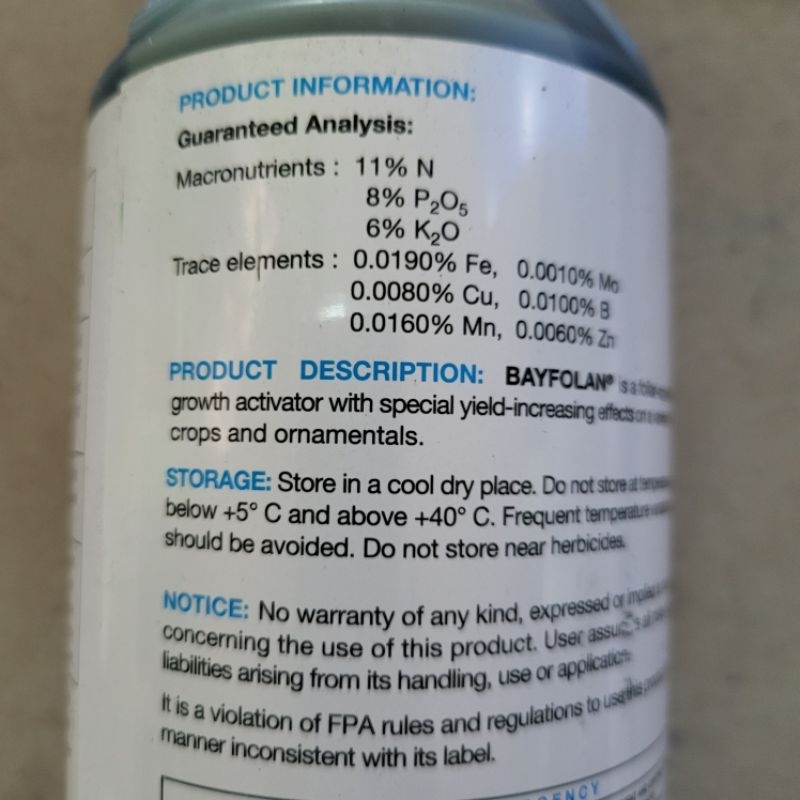 PRODUCT INFORMATION:
Guaranteed Analysis:
Macronutrients : 11% N
8% P₂O₅
6% K₂O
Trace elements : 0.0190% Fe, 0.0010% Mo
0.0080% Cu, 0.0100% B
0.0160% Mn, 0.0060% Zn
PRODUCT DESCRIPTION: BAYFOLAN® is a
growth activator with special yield-increasing effects on a
crops and ornamentals.
STORAGE: Store in a cool dry place. Do not store at
below +5° C and above +40° C. Frequent temperature
should be avoided. Do not store near herbicides.
NOTICE: No warranty of any kind, expressed or implied
concerning the use of this product. User all
liabilities arising from its handling, use or application.
It is a violation of FPA rules and regulations to use this
manner inconsistent with its label.